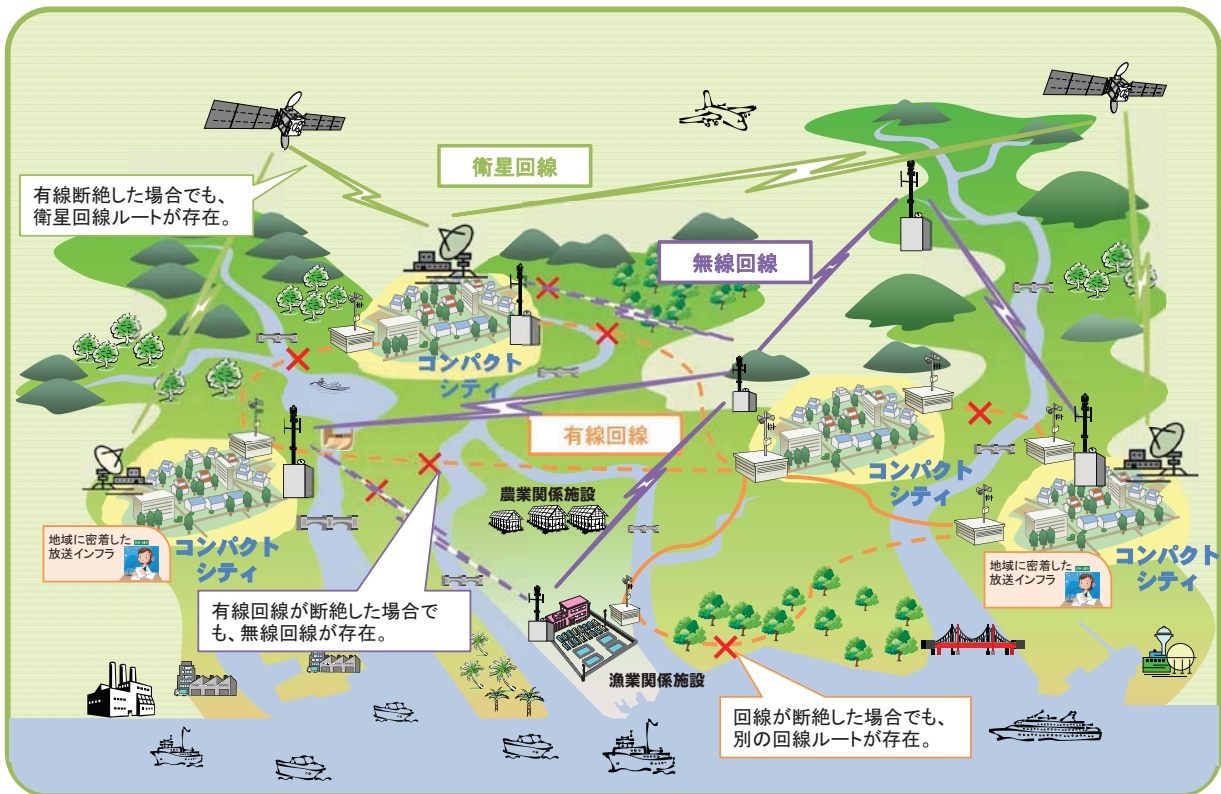 衛星回線
有線断絶した場合でも、
衛星回線ルートが存在。
無線回線
コンパクト
シティ
有線回線
コンパクト
シティ
農業関係施設
地域に密着した
放送インフラ
コンパクト
シティ
地域に密着した
放送インフラ
コンパクト
シティ
有線回線が断絶した場合で
も、無線回線が存在。
漁業関係施設
回線が断絶した場合でも、
別の回線ルートが存在。